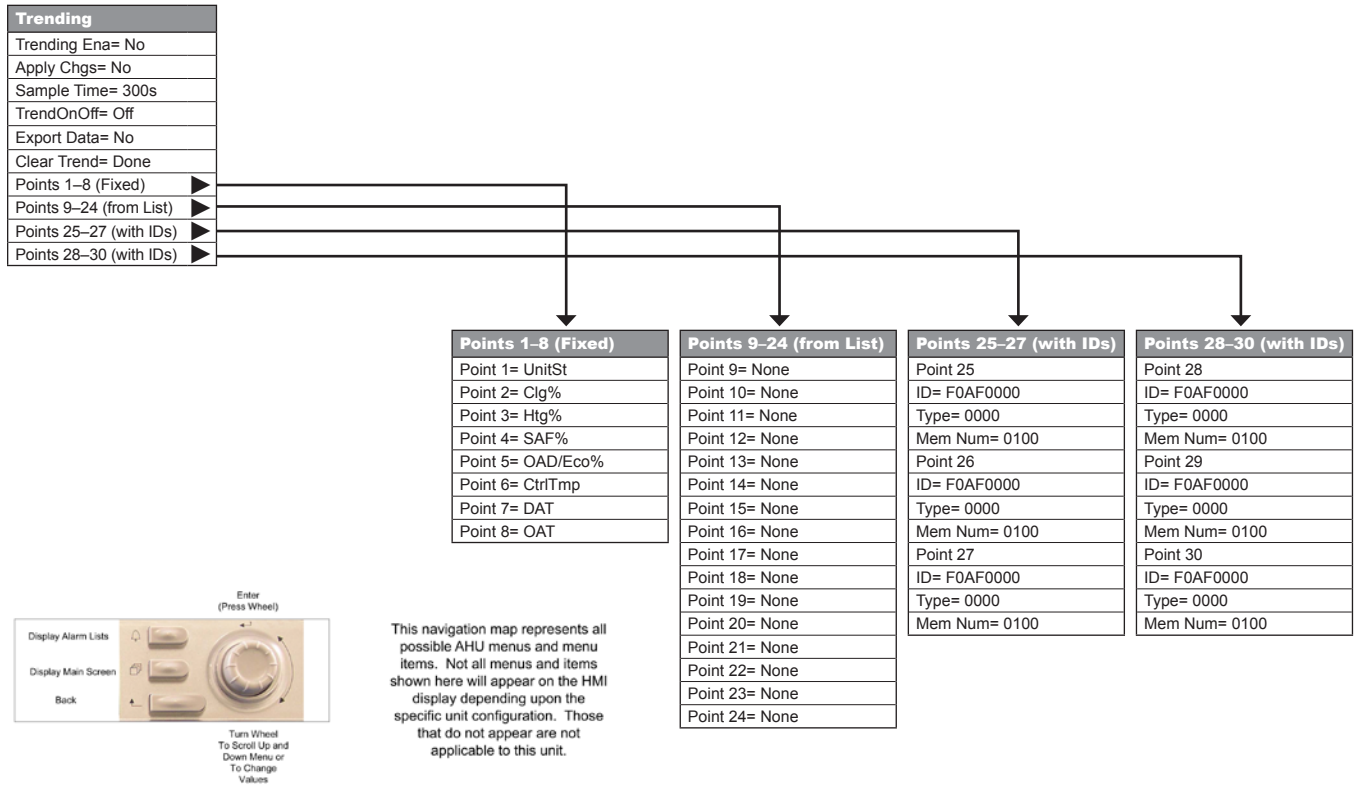 Trending
Trending Ena= No
Apply Chgs= No
Sample Time= 300s
TrendOnOff= Off
Export Data= No
Clear Trend= Done
Points 1–8 (Fixed)
Points 9–24 (from List)
Points 25–27 (with IDs)
Points 28–30 (with IDs)
Points 1–8 (Fixed)
Point 1= UnitSt
Point 2= Clg%
Point 3= Htg%
Point 4= SAF%
Point 5= OAD/Eco%
Point 6= CtrlTmp
Point 7= DAT
Point 8= OAT
Points 9–24 (from List)
Point 9= None
Point 10= None
Point 11= None
Point 12= None
Point 13= None
Point 14= None
Point 15= None
Point 16= None
Point 17= None
Point 18= None
Point 19= None
Point 20= None
Point 21= None
Point 22= None
Point 23= None
Point 24= None
Points 25–27 (with IDs)
Point 25
ID= F0AF0000
Type= 0000
Mem Num= 0100
Point 26
ID= F0AF0000
Type= 0000
Mem Num= 0100
Point 27
ID= F0AF0000
Type= 0000
Mem Num= 0100
Points 28–30 (with IDs)
Point 28
ID= F0AF0000
Type= 0000
Mem Num= 0100
Point 29
ID= F0AF0000
Type= 0000
Mem Num= 0100
Point 30
ID= F0AF0000
Type= 0000
Mem Num= 0100
Enter
(Press Wheel)
Display Alarm Lists
Display Main Screen
Back
Turn Wheel
To Scroll Up and
Down Menu or
To Change
Values
This navigation map represents all
possible AHU menus and menu
items. Not all menus and items
shown here will appear on the HMI
display depending upon the
specific unit configuration. Those
that do not appear are not
applicable to this unit.